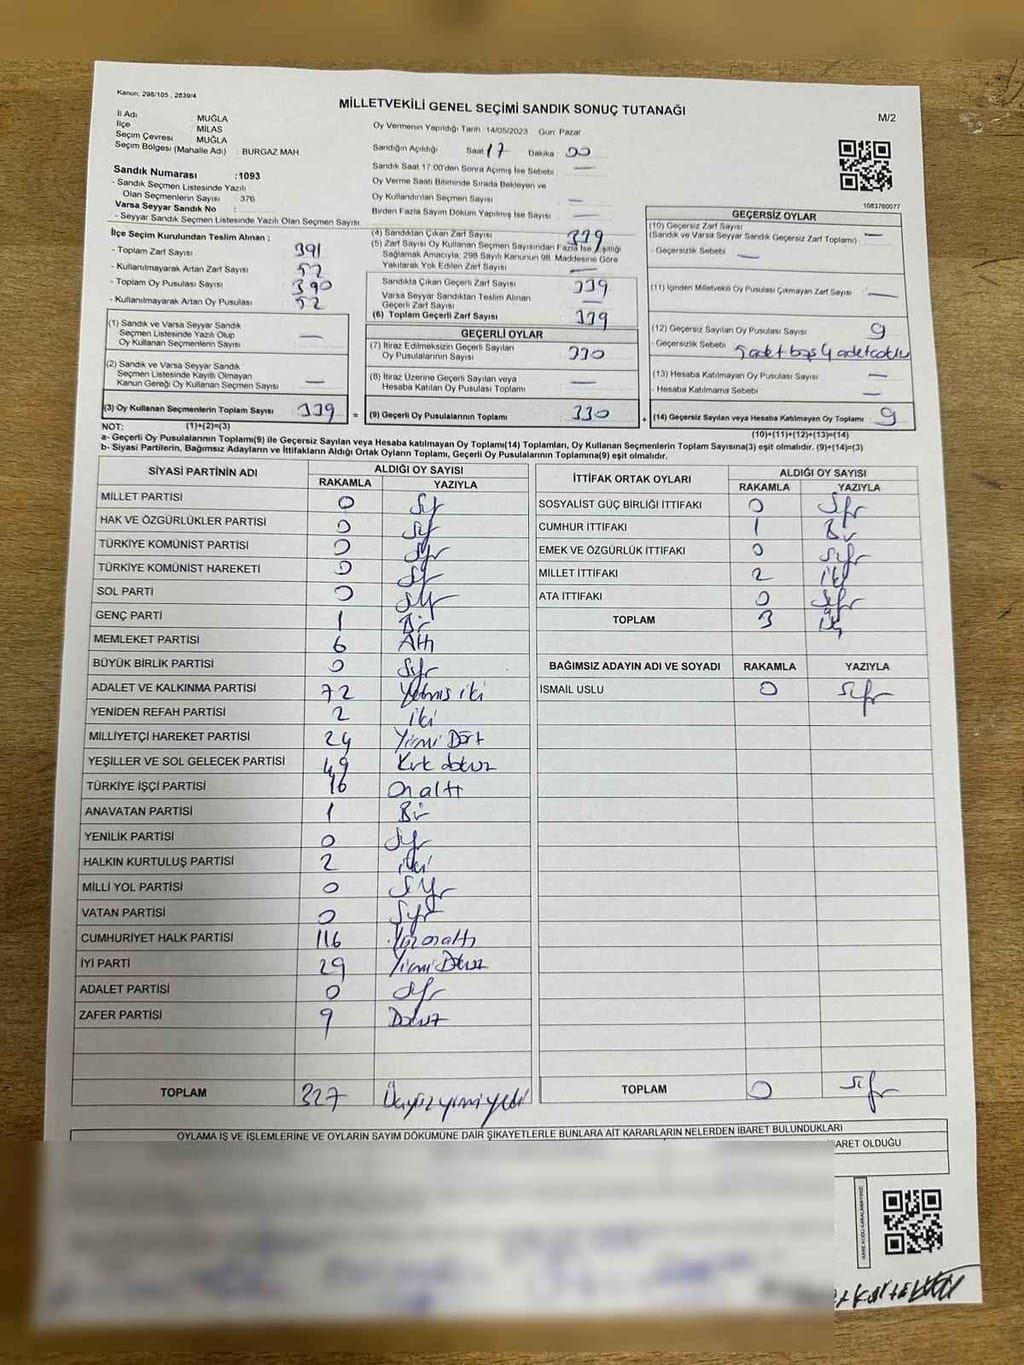 Kanun, 298/105 , 2839/4
MİLLETVEKİLİ GENEL SEÇİMİ SANDIK SONUÇ TUTANAĞI
M/2
İl Adı : MUĞLA
İlçe : MİLAS
Seçim Çevresi : MUĞLA
Seçim Bölgesi (Mahalle Adı) : BURGAZ MAH
Oy Vermenin Yapıldığı Tarih : 14/05/2023 Gün: Pazar
Sandığın Açıldığı Saat 17 Dakika 00
Sandık Saat 17.00'den Sonra Açımış İse Sebebi —
Oy Verme Saati Bitiminde Sırada Bekleyen ve
Oy Kullandırılan Seçmen Sayısı —
Birden Fazla Sayım Döküm Yapılmış İse Sayısı —
Sandık Numarası :1093
- Sandık Seçmen Listesinde Yazılı
Olan Seçmenlerin Sayısı : 376
Varsa Seyyar Sandık No :
- Seyyar Sandık Seçmen Listesinde Yazılı Olan Seçmen Sayısı
1083760077
İlçe Seçim Kurulundan Teslim Alınan :
- Toplam Zarf Sayısı 391
- Kullanılmayarak Artan Zarf Sayısı 52
- Toplam Oy Pusulası Sayısı 390
- Kullanılmayarak Artan Oy Pusulası 52
(1) Sandık ve Varsa Seyyar Sandık
Seçmen Listesinde Yazılı Olup
Oy Kullanan Seçmenlerin Sayısı —
(2) Sandık ve Varsa Seyyar Sandık
Seçmen Listesinde Kayıtlı Olmayan
Kanun Gereği Oy Kullanan Seçmen Sayısı —
(3) Oy Kullanan Seçmenlerin Toplam Sayısı 339
(4) Sandıktan Çıkan Zarf Sayısı 339
(5) Zarf Sayısı Oy Kullanan Seçmen Sayısından Fazla İse, Eşitliği
Sağlamak Amacıyla, 298 Sayılı Kanunun 98. Maddesine Göre
Yakılarak Yok Edilen Zarf Sayısı —
Sandıkta Çıkan Geçerli Zarf Sayısı 339
Varsa Seyyar Sandıktan Teslim Alınan
Geçerli Zarf Sayısı —
(6) Toplam Geçerli Zarf Sayısı 339
GEÇERLİ OYLAR
(7) İtiraz Edilmeksizin Geçerli Sayılan
Oy Pusulalarının Sayısı 330
(8) İtiraz Üzerine Geçerli Sayılan veya
Hesaba Katılan Oy Pusulası Toplamı —
= (9) Geçerli Oy Pusulalarının Toplamı 330
GEÇERSİZ OYLAR
(10) Geçersiz Zarf Sayısı
(Sandık ve Varsa Seyyar Sandık Geçersiz Zarf Toplamı) —
- Geçersizlik Sebebi —
(11) İçinden Milletvekili Oy Pusulası Çıkmayan Zarf Sayısı —
(12) Geçersiz Sayılan Oy Pusulası Sayısı 9
- Geçersizlik Sebebi 5 adet boş 4 adet
(13) Hesaba Katılmayan Oy Pusulası Sayısı —
- Hesaba Katılmama Sebebi —
+ (14) Geçersiz Sayılan veya Hesaba Katılmayan Oy Toplamı 9
NOT: (1)+(2)=(3)
(10)+(11)+(12)+(13)=(14)
a- Geçerli Oy Pusulalarının Toplamı(9) ile Geçersiz Sayılan veya Hesaba katılmayan Oy Toplamı(14) Toplamları, Oy Kullanan Seçmenlerin Toplam Sayısına(3) eşit olmalıdır. (9)+(14)=(3)
b- Siyasi Partilerin, Bağımsız Adayların ve İttifakların Aldığı Ortak Oyların Toplamı, Geçerli Oy Pusulalarının Toplamına(9) eşit olmalıdır.
SİYASİ PARTİNİN ADI ALDIĞI OY SAYISI
RAKAMLA YAZIYLA
MİLLET PARTİSİ 0 Sıfır
HAK VE ÖZGÜRLÜKLER PARTİSİ 0 Sıfır
TÜRKİYE KOMÜNİST PARTİSİ 0 Sıfır
TÜRKİYE KOMÜNİST HAREKETİ 0 Sıfır
SOL PARTİ 0 Sıfır
GENÇ PARTİ 1 Bir
MEMLEKET PARTİSİ 6 Altı
BÜYÜK BİRLİK PARTİSİ 0 Sıfır
ADALET VE KALKINMA PARTİSİ 72 Yetmiş iki
YENİDEN REFAH PARTİSİ 2 iki
MİLLİYETÇİ HAREKET PARTİSİ 24 Yirmi Dört
YEŞİLLER VE SOL GELECEK PARTİSİ 49 Kırk dokuz
TÜRKİYE İŞÇİ PARTİSİ 16 Onaltı
ANAVATAN PARTİSİ 1 Bir
YENİLİK PARTİSİ 0 Sıfır
HALKIN KURTULUŞ PARTİSİ 2 iki
MİLLİ YOL PARTİSİ 0 Sıfır
VATAN PARTİSİ 0 Sıfır
CUMHURİYET HALK PARTİSİ 116 Yüzonaltı
İYİ PARTİ 29 Yirmi Dokuz
ADALET PARTİSİ 0 Sıfır
ZAFER PARTİSİ 9 Dokuz
TOPLAM 327 Üçyüzyirmiyedi
İTTİFAK ORTAK OYLARI ALDIĞI OY SAYISI
RAKAMLA YAZIYLA
SOSYALİST GÜÇ BİRLİĞİ İTTİFAKI 0 Sıfır
CUMHUR İTTİFAKI 1 Bir
EMEK VE ÖZGÜRLÜK İTTİFAKI 0 Sıfır
MİLLET İTTİFAKI 2 iki
ATA İTTİFAKI 0 Sıfır
TOPLAM 3 Üç
BAĞIMSIZ ADAYIN ADI VE SOYADI RAKAMLA YAZIYLA
İSMAİL USLU 0 Sıfır
TOPLAM 0 Sıfır
OYLAMA İŞ VE İŞLEMLERİNE VE OYLARIN SAYIM DÖKÜMÜNE DAİR ŞİKAYETLERLE BUNLARA AİT KARARLARIN NELERDEN İBARET BULUNDUKLARI
BARET OLDUĞU